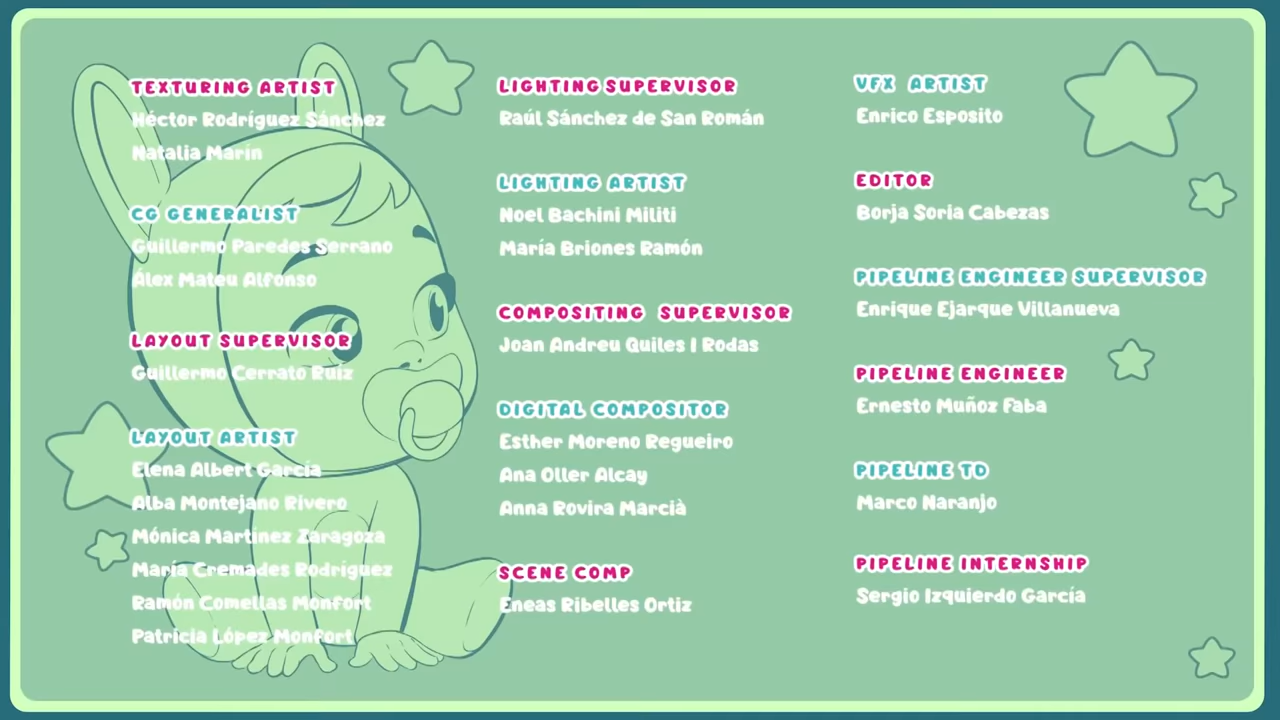 TEXTURING ARTIST
Héctor Rodríguez Sánchez
Natalia Marín
CG GENERALIST
Guillermo Paredes Serrano
Álex Mateu Alfonso
LAYOUT SUPERVISOR
Guillermo Cerrato Ruiz
LAYOUT ARTIST
Elena Albert García
Alba Montejano Rivero
Mónica Martínez Zaragoza
María Cremades Rodríguez
Ramón Comellas Monfort
Patricia López Monfort
LIGHTING SUPERVISOR
Raúl Sánchez de San Román
LIGHTING ARTIST
Noel Bachini Militi
María Briones Ramón
COMPOSITING SUPERVISOR
Joan Andreu Quiles I Rodas
DIGITAL COMPOSITOR
Esther Moreno Regueiro
Ana Oller Alcay
Anna Rovira Marcià
SCENE COMP
Eneas Ribelles Ortiz
VFX ARTIST
Enrico Esposito
EDITOR
Borja Soria Cabezas
PIPELINE ENGINEER SUPERVISOR
Enrique Ejarque Villanueva
PIPELINE ENGINEER
Ernesto Muñoz Faba
PIPELINE TD
Marco Naranjo
PIPELINE INTERNSHIP
Sergio Izquierdo García